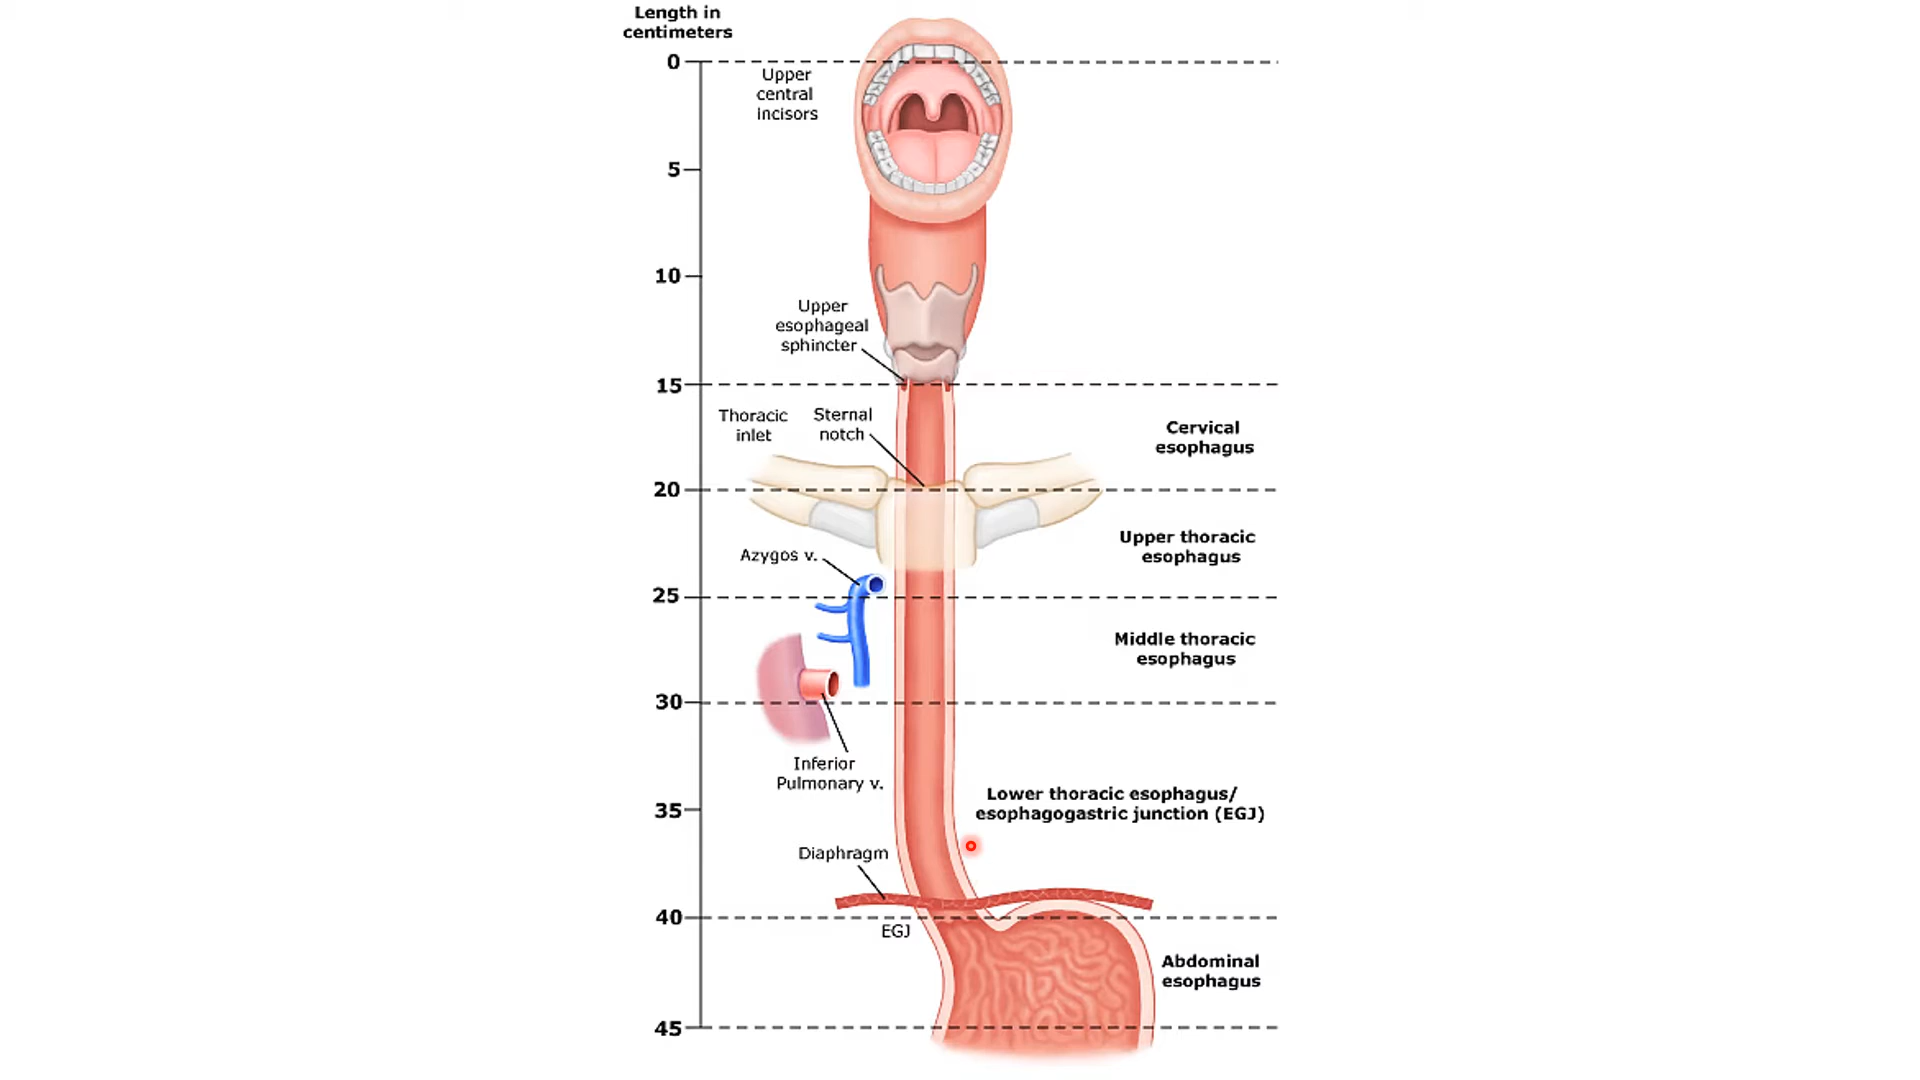 Length in
centimeters
0
Upper
central
incisors
5
10
Upper
esophageal
sphincter
15
Thoracic
inlet
Sternal
notch
Cervical
esophagus
20
Upper thoracic
esophagus
Azygos v.
25
Middle thoracic
esophagus
30
Inferior
Pulmonary v.
Lower thoracic esophagus/
esophagogastric junction (EGJ)
35
Diaphragm
40
EGJ
Abdominal
esophagus
45